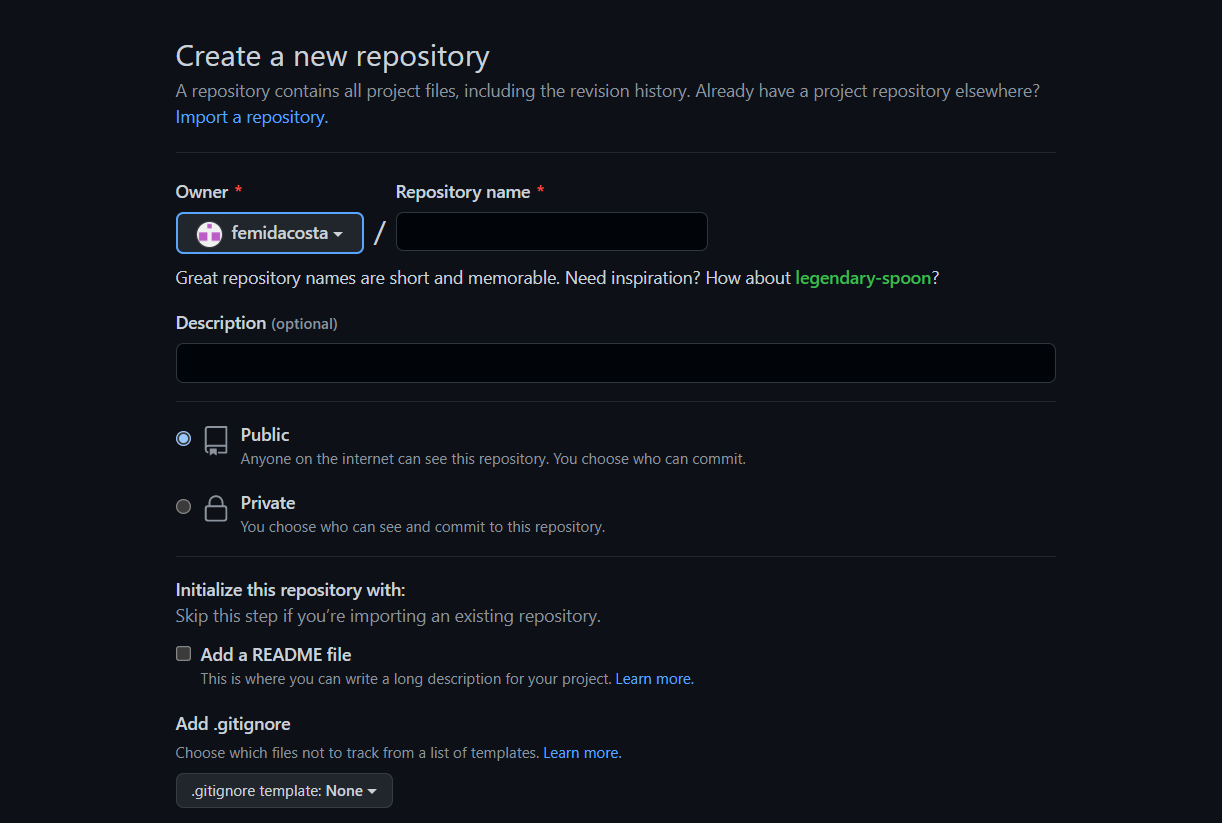 Create a new repository
A repository contains all project files, including the revision history. Already have a project repository elsewhere?
Import a repository.
Owner * Repository name *
femidacosta /
Great repository names are short and memorable. Need inspiration? How about legendary-spoon?
Description (optional)
Public
Anyone on the internet can see this repository. You choose who can commit.
Private
You choose who can see and commit to this repository.
Initialize this repository with:
Skip this step if you’re importing an existing repository.
Add a README file
This is where you can write a long description for your project. Learn more.
Add .gitignore
Choose which files not to track from a list of templates. Learn more.
.gitignore template: None